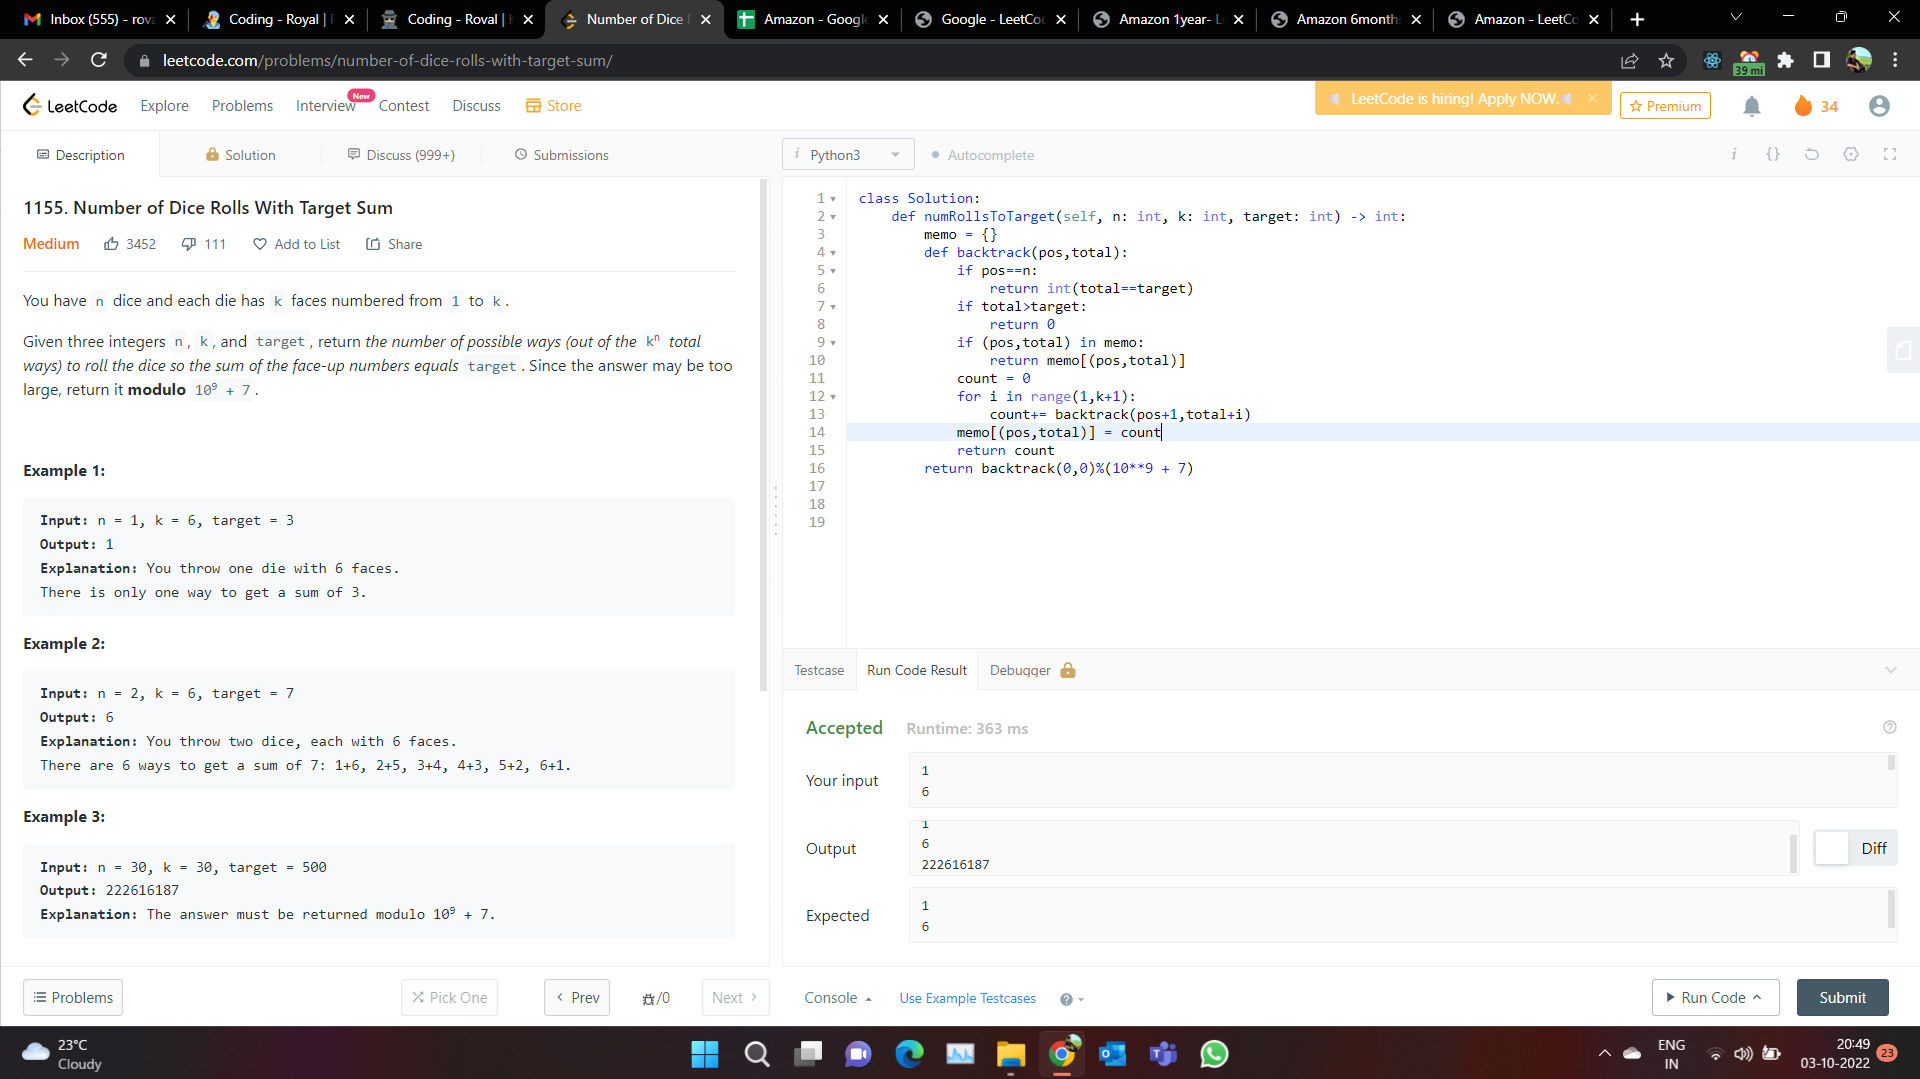 Inbox (555) - rova
Coding - Royal | F
Coding - Royal |
Number of Dice
Amazon - Google
Google - LeetCo
Amazon 1year- L
Amazon 6month
Amazon - LeetCo
leetcode.com/problems/number-of-dice-rolls-with-target-sum/
39 mi
LeetCode
Explore
Problems
Interview
New
Contest
Discuss
Store
LeetCode is hiring! Apply NOW.
Premium
34
Description
Solution
Discuss (999+)
Submissions
i Python3
Autocomplete
1155. Number of Dice Rolls With Target Sum
Medium 3452 111 Add to List Share
You have n dice and each die has k faces numbered from 1 to k.
Given three integers n, k, and target, return the number of possible ways (out of the kⁿ total
ways) to roll the dice so the sum of the face-up numbers equals target. Since the answer may be too
large, return it modulo 10⁹ + 7.
Example 1:
Input: n = 1, k = 6, target = 3
Output: 1
Explanation: You throw one die with 6 faces.
There is only one way to get a sum of 3.
Example 2:
Input: n = 2, k = 6, target = 7
Output: 6
Explanation: You throw two dice, each with 6 faces.
There are 6 ways to get a sum of 7: 1+6, 2+5, 3+4, 4+3, 5+2, 6+1.
Example 3:
Input: n = 30, k = 30, target = 500
Output: 222616187
Explanation: The answer must be returned modulo 10⁹ + 7.
Problems
Pick One
Prev
/0
Next
1 class Solution:
2 def numRollsToTarget(self, n: int, k: int, target: int) -> int:
3 memo = {}
4 def backtrack(pos,total):
5 if pos==n:
6 return int(total==target)
7 if total>target:
8 return 0
9 if (pos,total) in memo:
10 return memo[(pos,total)]
11 count = 0
12 for i in range(1,k+1):
13 count+= backtrack(pos+1,total+i)
14 memo[(pos,total)] = count
15 return count
16 return backtrack(0,0)%(10**9 + 7)
17
18
19
Testcase
Run Code Result
Debugger
Accepted Runtime: 363 ms
Your input
1
6
Output
1
6
222616187
Diff
Expected
1
6
Console
Use Example Testcases
Run Code
Submit
23°C
Cloudy
ENG
IN
20:49
03-10-2022
23